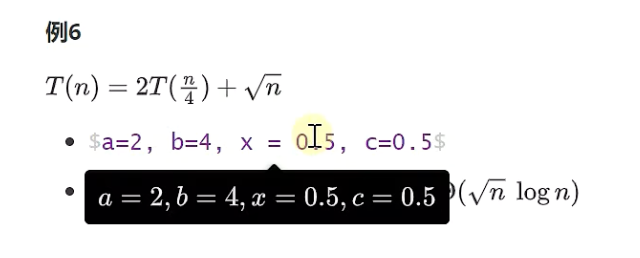 例6
T(n) = 2T(n/4) + √n
• $a=2, b=4, x = 0.5, c=0.5$
a = 2, b = 4, x = 0.5, c = 0.5
• (√n log n)